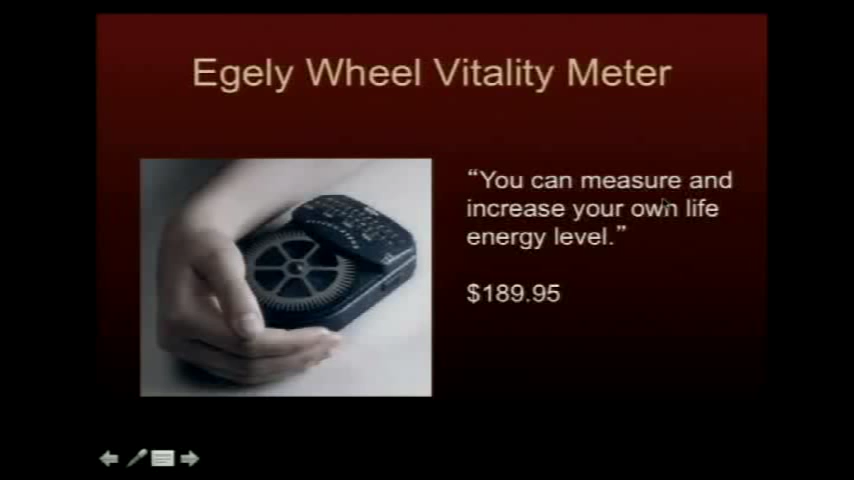 Egely Wheel Vitality Meter
“You can measure and
increase your own life
energy level.”
$189.95